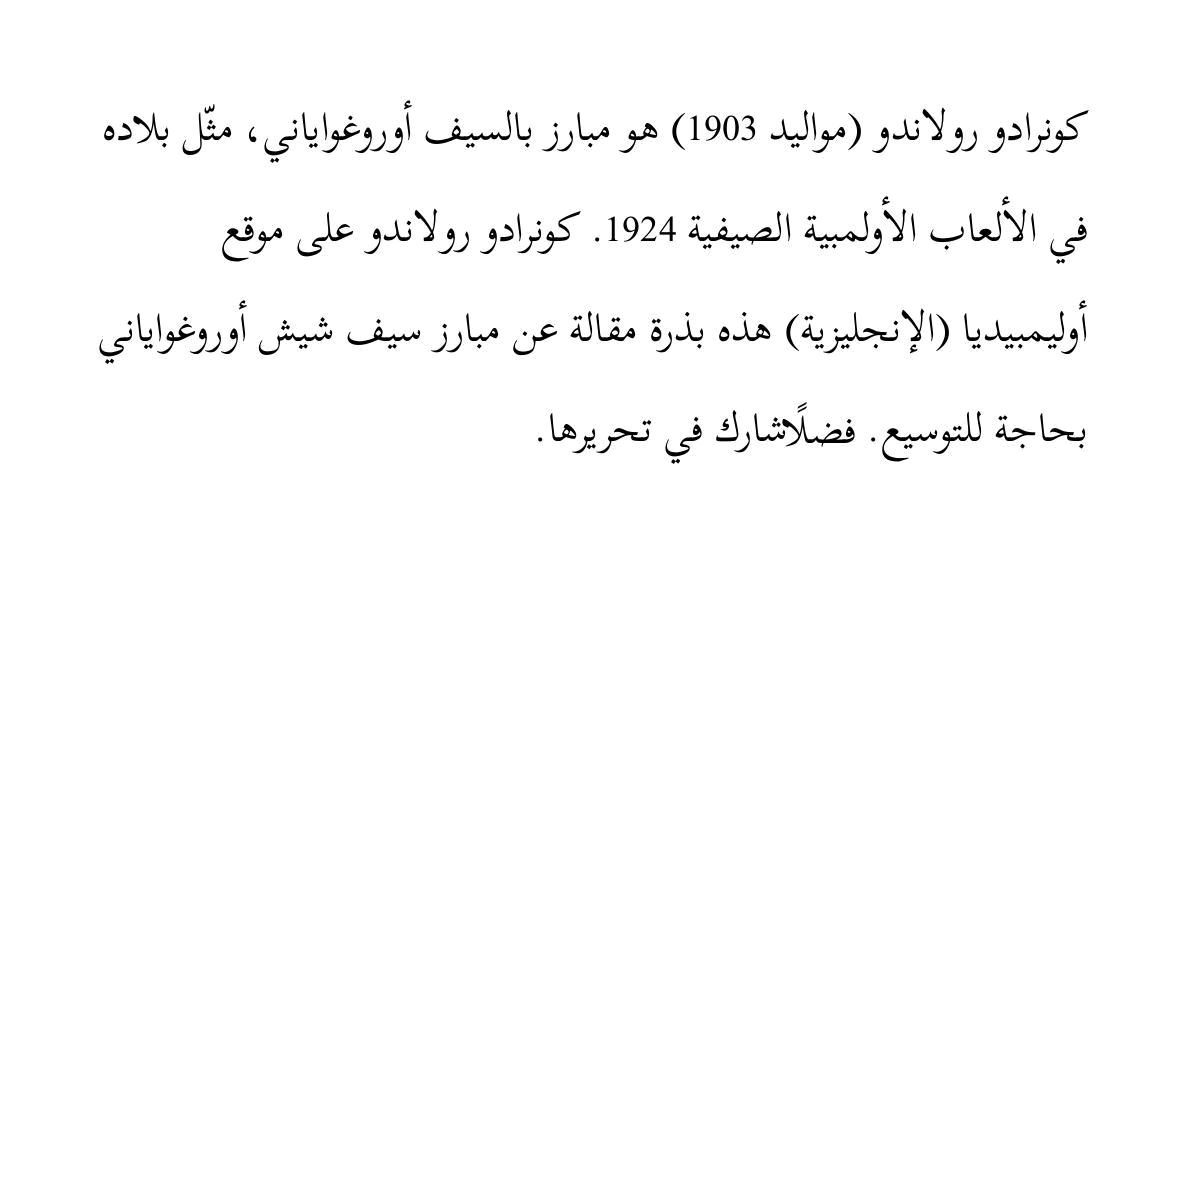 كونرادو رولاندو (مواليد 1903) هو مبارز بالسيف أوروغواياني، مثّل بلاده
في الألعاب الأولمبية الصيفية 1924. كونرادو رولاندو على موقع
أوليمبيديا (الإنجليزية) هذه بذرة مقالة عن مبارز سيف شيش أوروغواياني
بحاجة للتوسيع. فضلًاشارك في تحريرها.